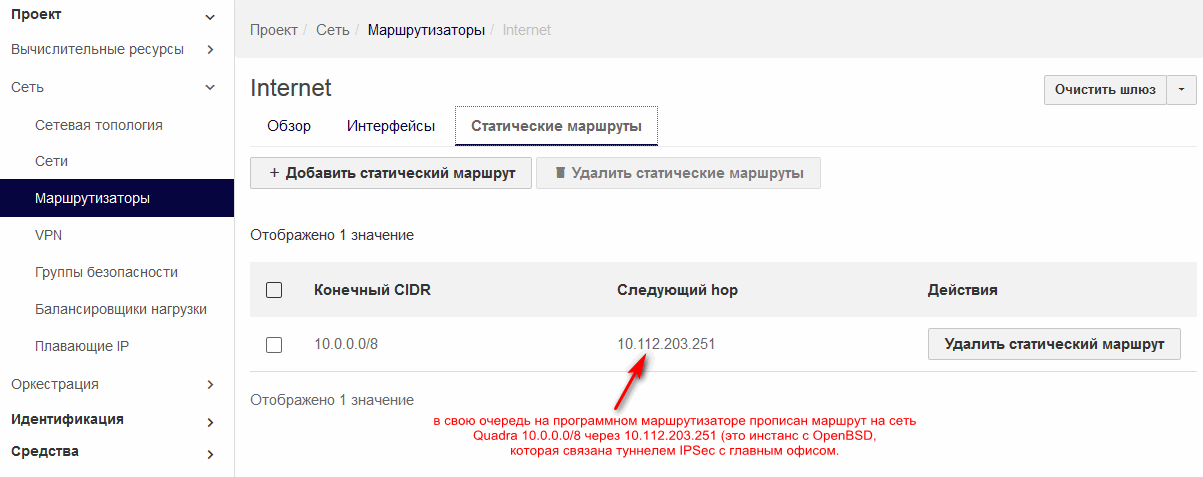 Проект
Вычислительные ресурсы
Сеть
Сетевая топология
Сети
Маршрутизаторы
VPN
Группы безопасности
Балансировщики нагрузки
Плавающие IP
Оркестрация
Идентификация
Средства
Проект / Сеть / Маршрутизаторы / Internet
Internet
Очистить шлюз
Обзор Интерфейсы Статические маршруты
+ Добавить статический маршрут Удалить статические маршруты
Отображено 1 значение
Конечный CIDR Следующий hop Действия
10.0.0.0/8 10.112.203.251 Удалить статический маршрут
Отображено 1 значение
в свою очередь на программном маршрутизаторе прописан маршрут на сеть
Quadra 10.0.0.0/8 через 10.112.203.251 (это инстанс с OpenBSD,
которая связана туннелем IPSec с главным офисом.